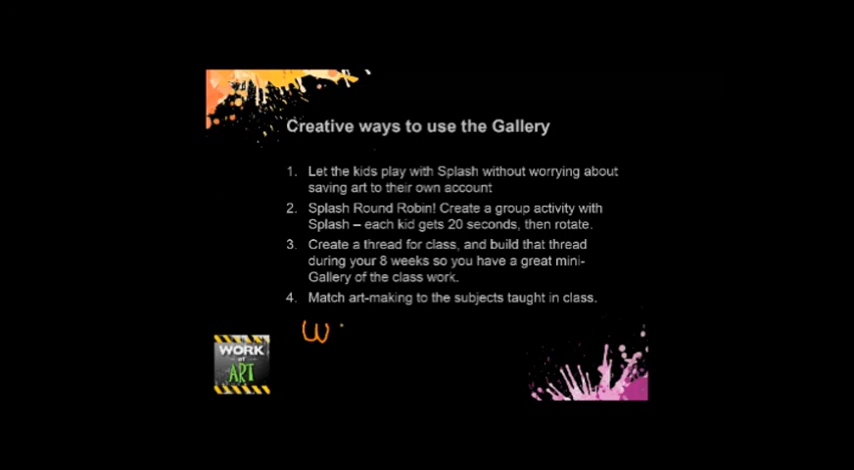 Creative ways to use the Gallery
1. Let the kids play with Splash without worrying about
saving art to their own account
2. Splash Round Robin! Create a group activity with
Splash – each kid gets 20 seconds, then rotate.
3. Create a thread for class, and build that thread
during your 8 weeks so you have a great mini-
Gallery of the class work.
4. Match art-making to the subjects taught in class.
W
WORK
of
ART